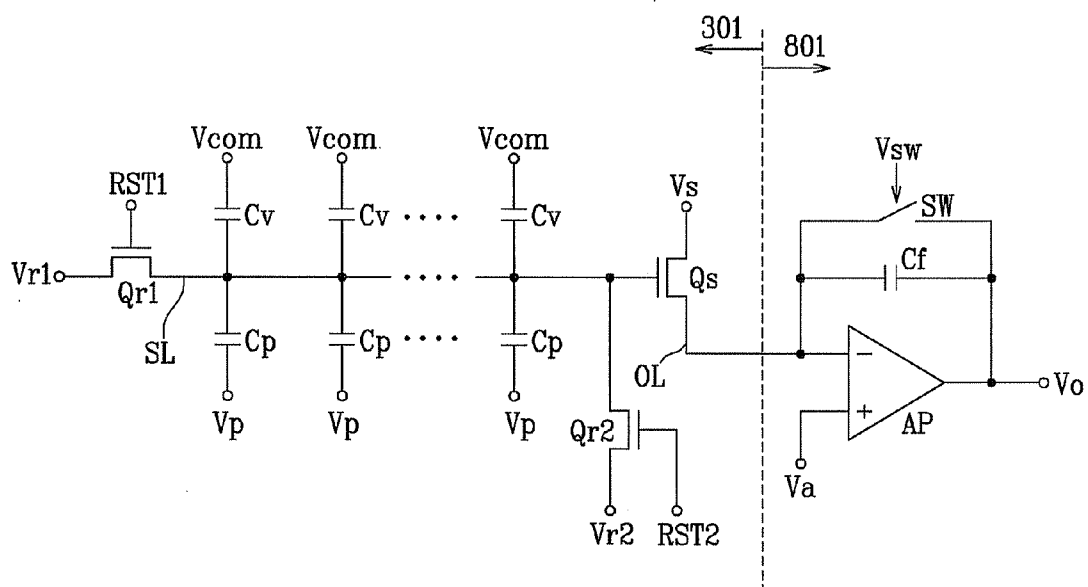 301
801
Vcom
Vcom
Vcom
Vsw
RST1
Vs
SW
Cv
Cv
....
Cv
Cf
Vr1
....
Qr1
Qs
SL
Cp
Cp
....
Cp
OL
−
Vo
Vp
Vp
Vp
Qr2
+
AP
Va
Vr2
RST2